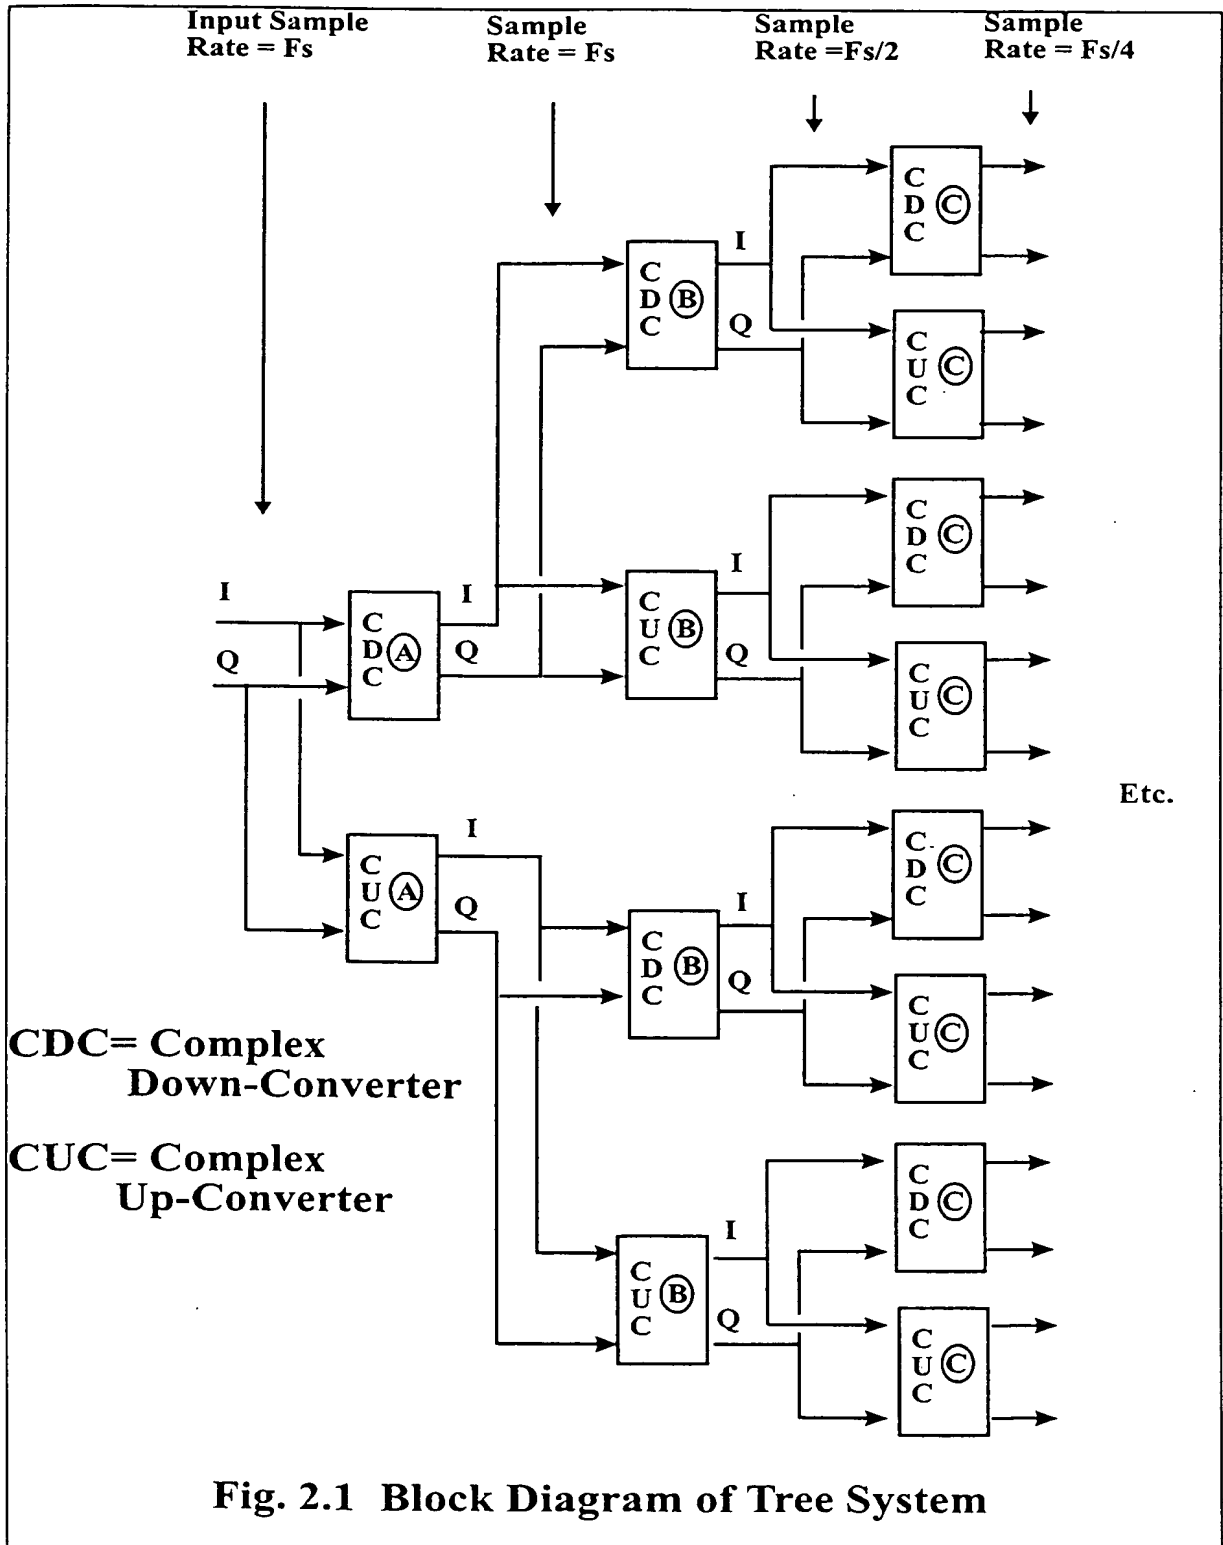 Input Sample
Rate = Fs
Sample
Rate = Fs
Sample
Rate =Fs/2
Sample
Rate = Fs/4
C
D
C
C
I
C
D
C
B
Q
C
U
C
C
C
D
C
C
I
C
U
C
B
Q
C
U
C
C
I
Q
C
D
C
A
I
Q
Etc.
C
U
C
A
I
Q
C
D
C
C
I
C
D
C
B
Q
C
U
C
C
CDC= Complex
Down-Converter
CUC= Complex
Up-Converter
C
D
C
C
I
C
U
C
B
Q
C
U
C
C
Fig. 2.1 Block Diagram of Tree System